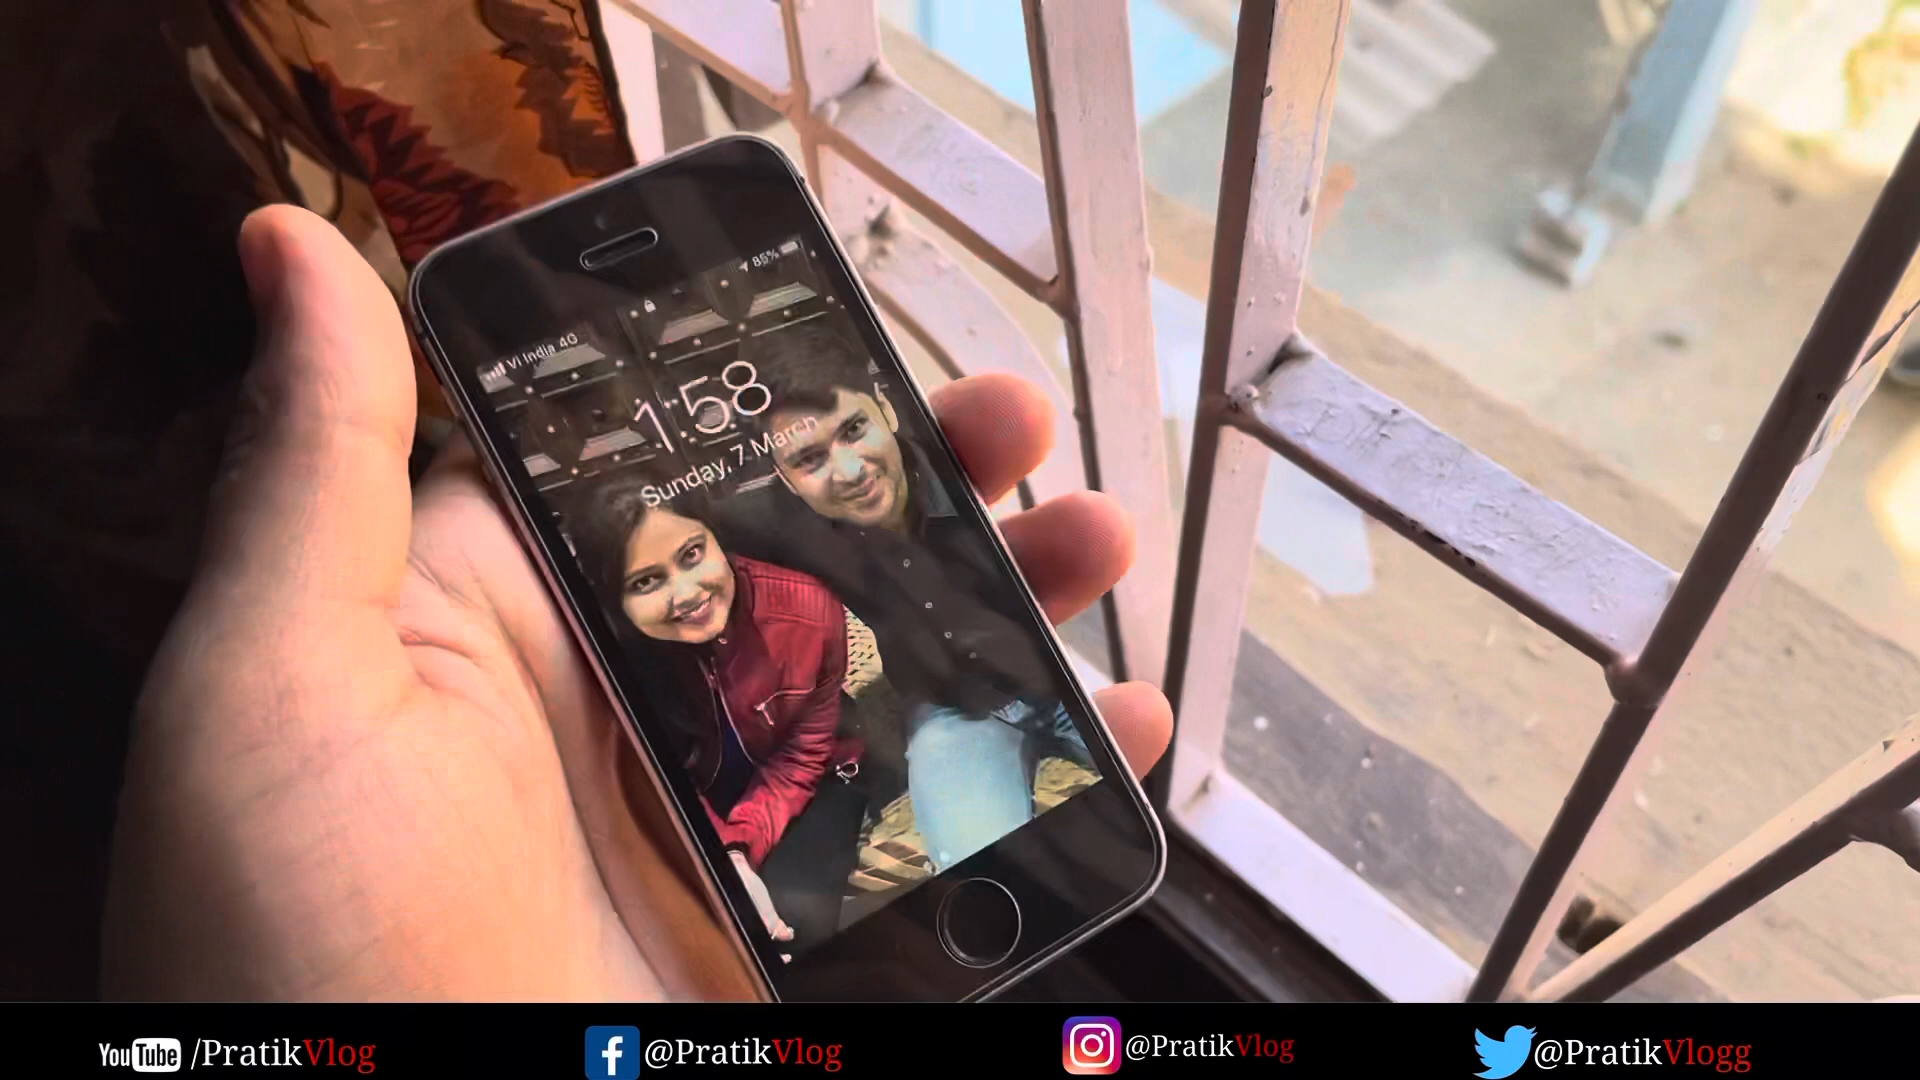 Vi India 4G
85%
1:58
Sunday, 7 March
YouTube /PratikVlog
@PratikVlog
@PratikVlog
@PratikVlogg